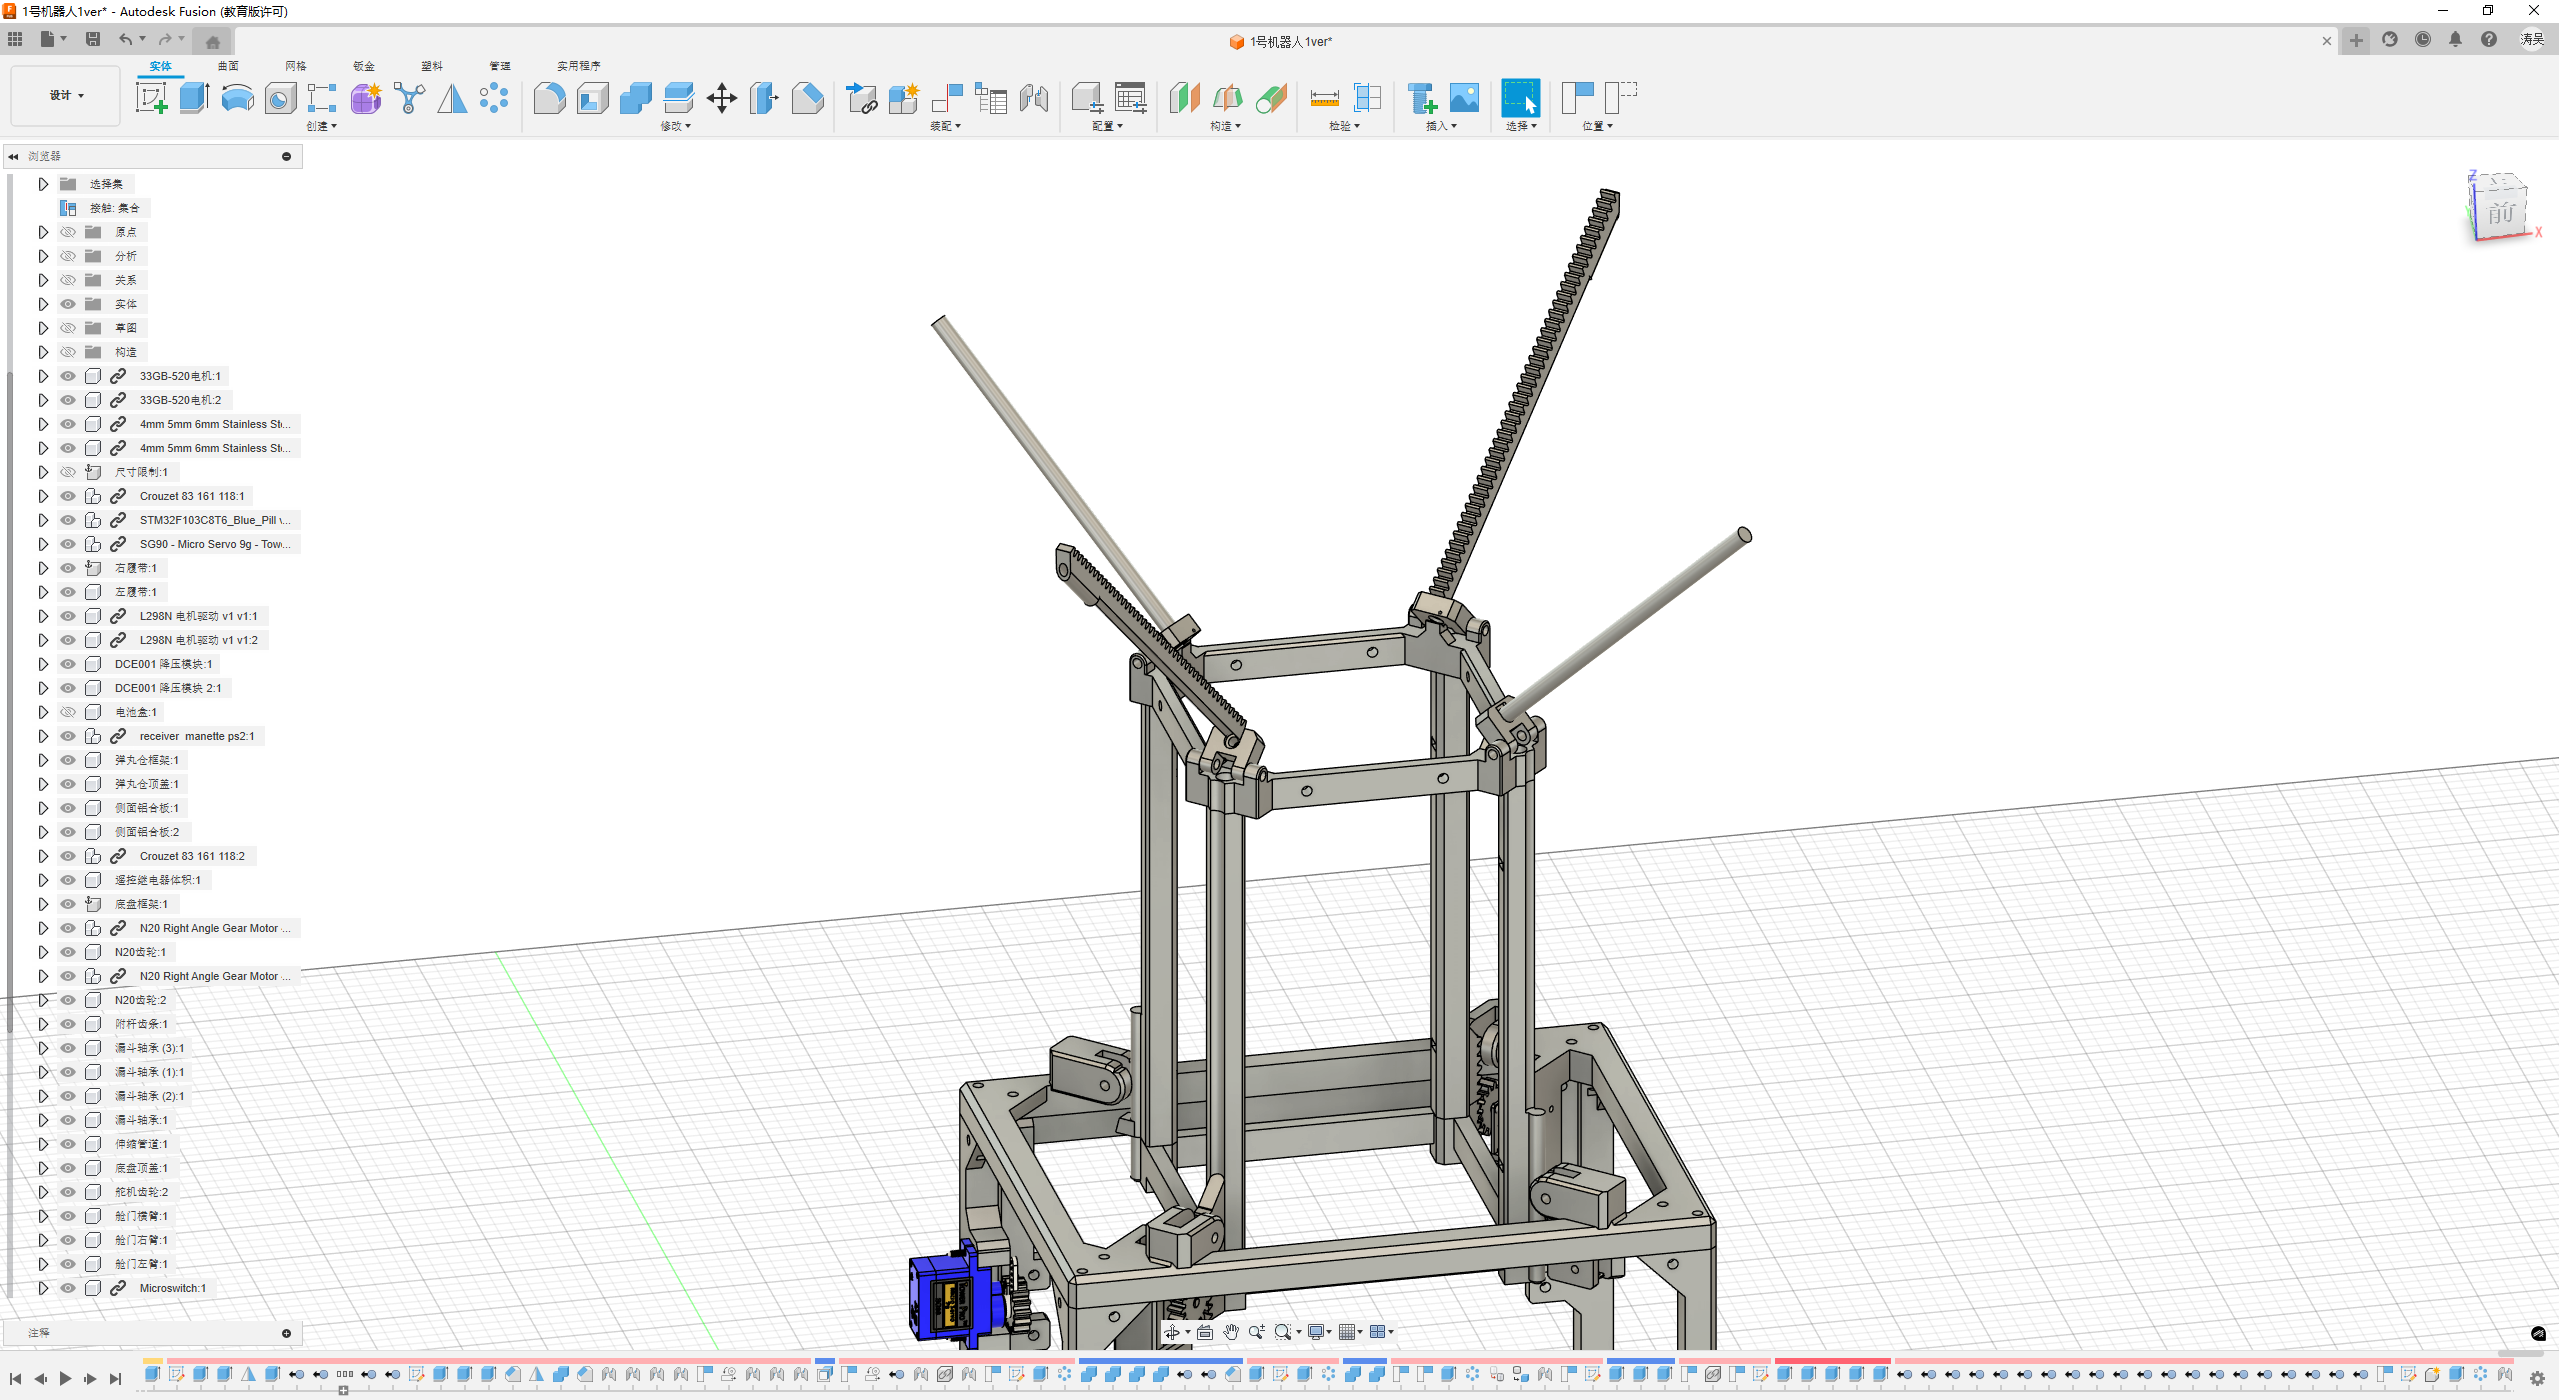 1号机器人1ver* - Autodesk Fusion (教育版许可)
1号机器人1ver*
涛吴
设计
实体 曲面 网格 钣金 塑料 管理 实用程序
创建 修改 装配 配置 构造 检验 插入 选择 位置
浏览器
选择集
接触: 集合
原点
分析
关系
实体
草图
构造
33GB-520电机:1
33GB-520电机:2
4mm 5mm 6mm Stainless St...
4mm 5mm 6mm Stainless St...
尺寸限制:1
Crouzet 83 161 118:1
STM32F103C8T6_Blue_Pill v...
SG90 - Micro Servo 9g - Tow...
右履带:1
左履带:1
L298N 电机驱动 v1 v1:1
L298N 电机驱动 v1 v1:2
DCE001 降压模块:1
DCE001 降压模块 2:1
电池盒:1
receiver manette ps2:1
弹丸仓框架:1
弹丸仓顶盖:1
侧面铝合板:1
侧面铝合板:2
Crouzet 83 161 118:2
遥控继电器体积:1
底盘框架:1
N20 Right Angle Gear Motor ...
N20齿轮:1
N20 Right Angle Gear Motor ...
N20齿轮:2
附杆齿条:1
漏斗轴承 (3):1
漏斗轴承 (1):1
漏斗轴承 (2):1
漏斗轴承:1
伸缩管道:1
底盘顶盖:1
舵机齿轮:2
舱门横臂:1
舱门右臂:1
舱门左臂:1
Microswitch:1
注释
前
Z
X